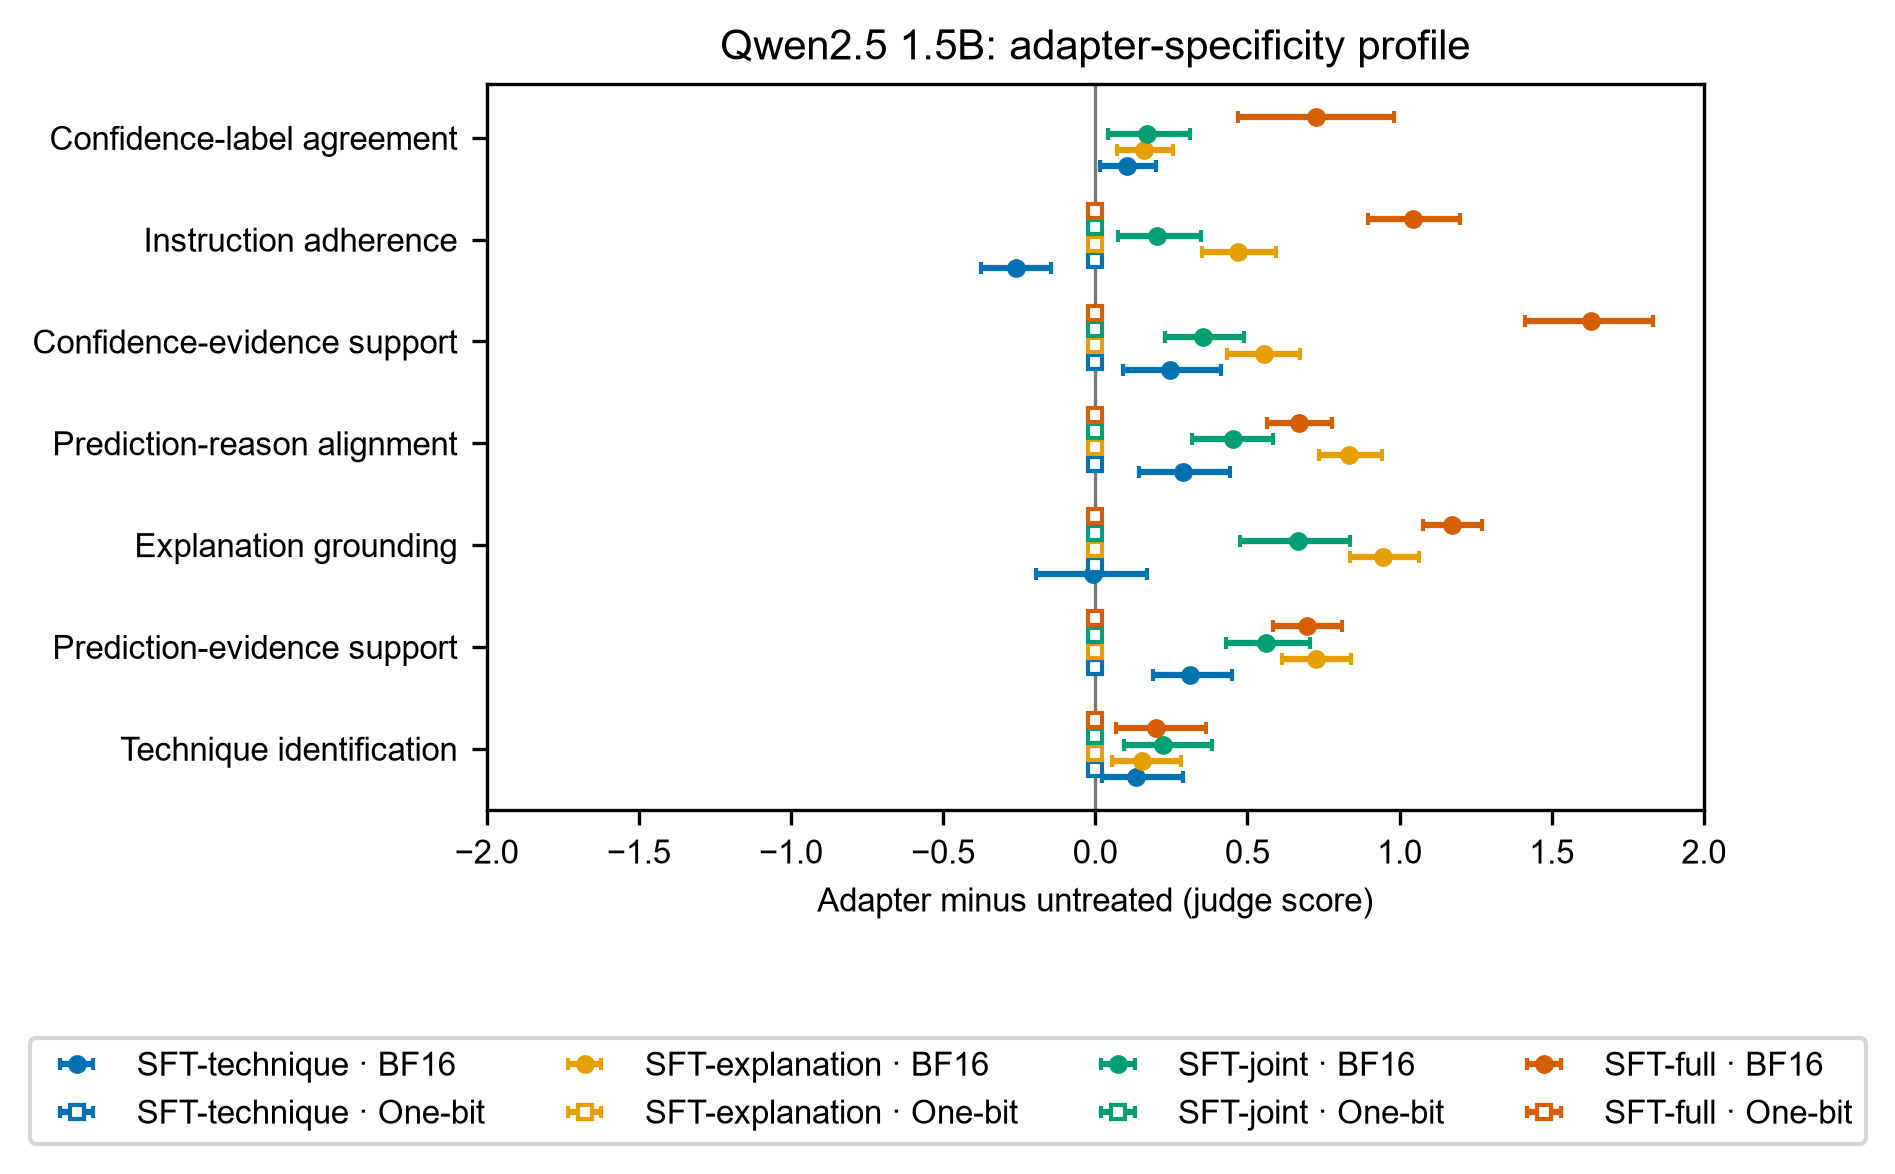 Qwen2.5 1.5B: adapter-specificity profile
Confidence-label agreement
Instruction adherence
Confidence-evidence support
Prediction-reason alignment
Explanation grounding
Prediction-evidence support
Technique identification
−2.0 −1.5 −1.0 −0.5 0.0 0.5 1.0 1.5 2.0
Adapter minus untreated (judge score)
SFT-technique · BF16 SFT-explanation · BF16 SFT-joint · BF16 SFT-full · BF16
SFT-technique · One-bit SFT-explanation · One-bit SFT-joint · One-bit SFT-full · One-bit